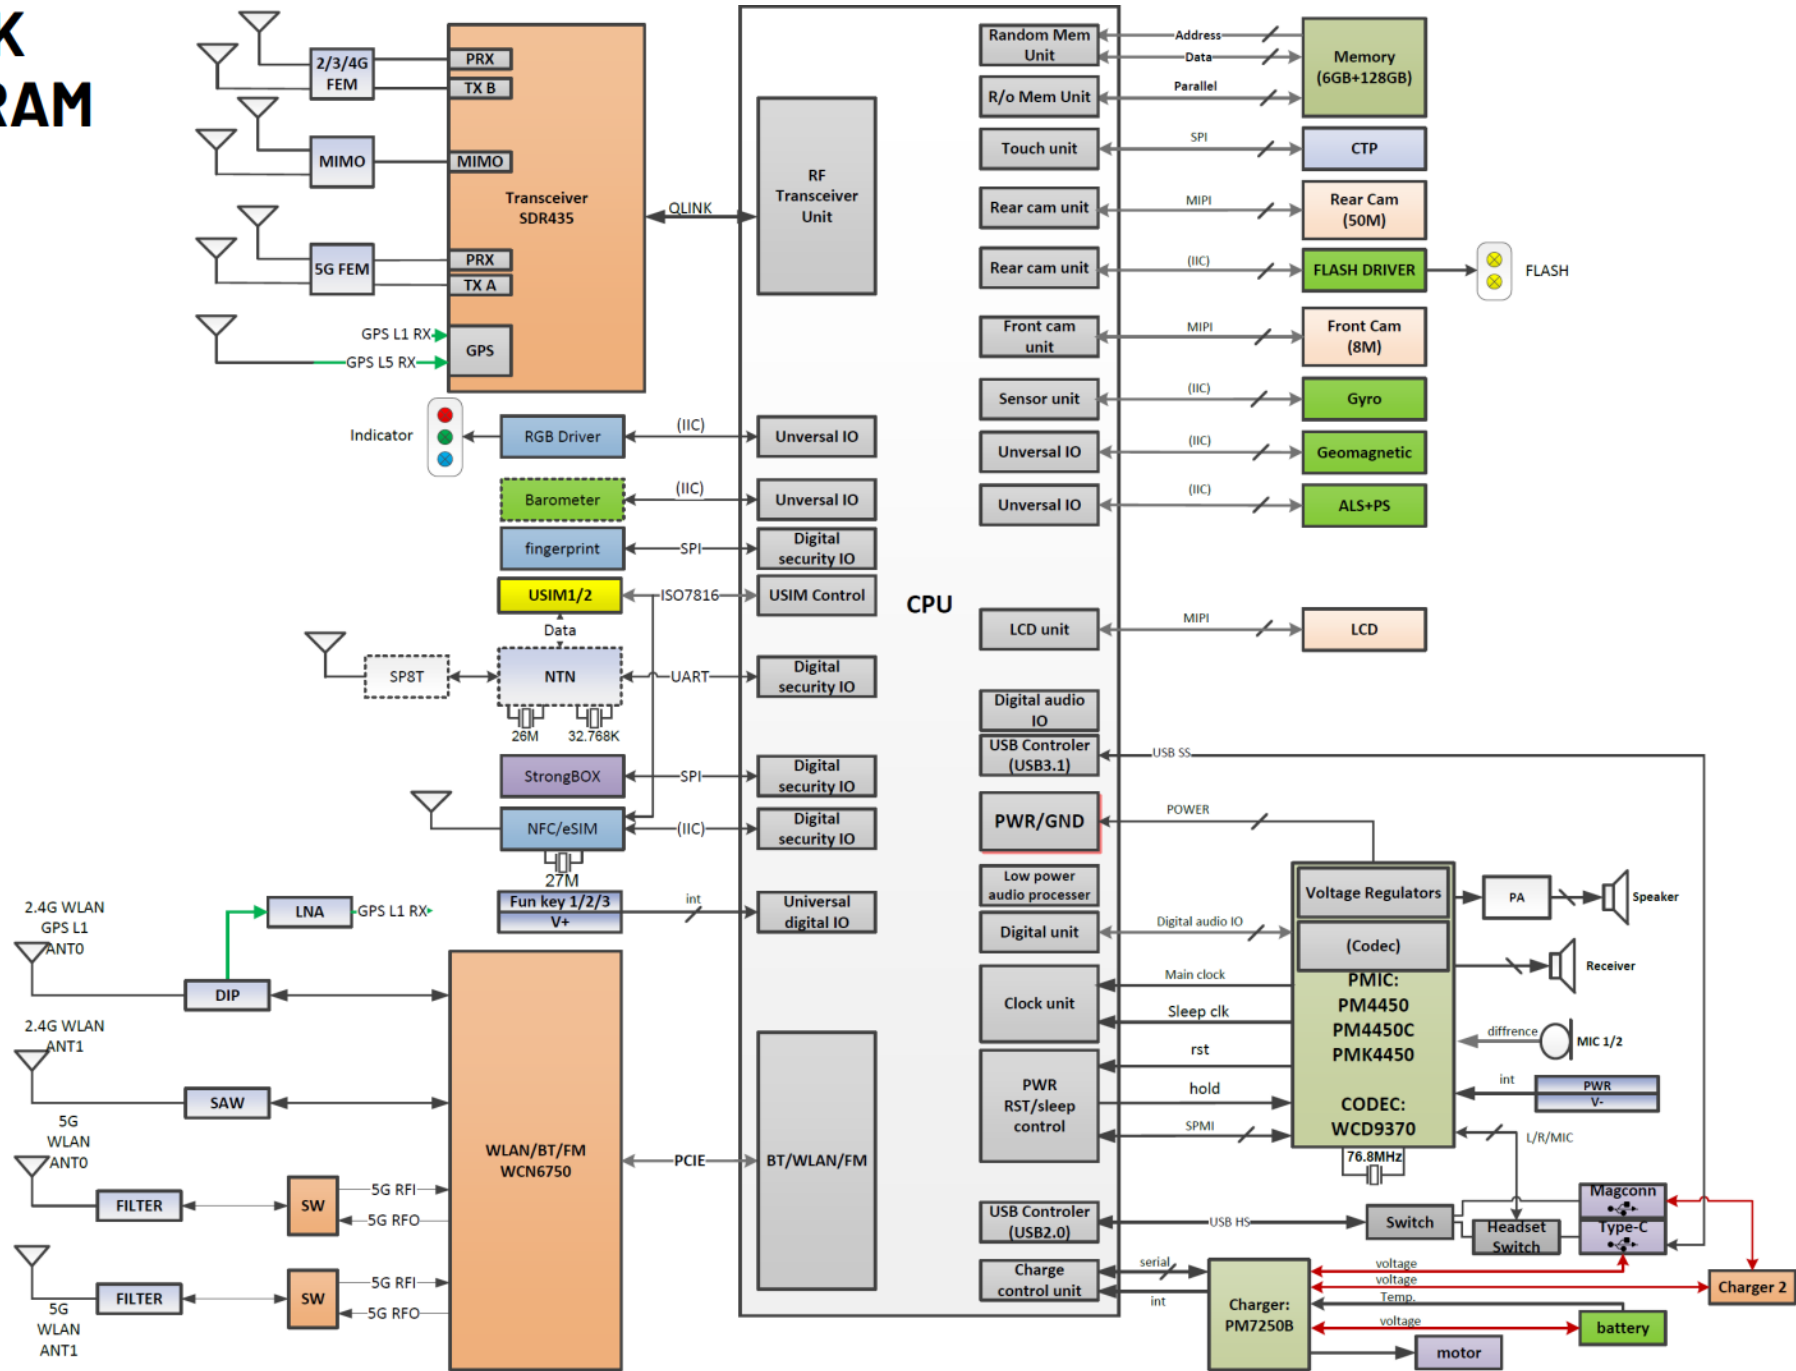 K
RAM
2/3/4G
FEM
PRX
TX B
MIMO
MIMO
Transceiver
SDR435
5G FEM
PRX
TX A
GPS L1 RX
GPS L5 RX
GPS
QLINK
RF
Transceiver
Unit
Indicator
RGB Driver
(IIC)
Unversal IO
Barometer
(IIC)
Unversal IO
fingerprint
SPI
Digital
security IO
USIM1/2
ISO7816
USIM Control
Data
SP8T
NTN
UART
Digital
security IO
26M
32.768K
StrongBOX
SPI
Digital
security IO
NFC/eSIM
(IIC)
Digital
security IO
27M
Fun key 1/2/3
V+
int
Universal
digital IO
2.4G WLAN
GPS L1
ANT0
LNA
GPS L1 RX
DIP
2.4G WLAN
ANT1
SAW
5G
WLAN
ANT0
FILTER
SW
5G RFI
5G RFO
5G
WLAN
ANT1
FILTER
SW
5G RFI
5G RFO
WLAN/BT/FM
WCN6750
PCIE
BT/WLAN/FM
CPU
Random Mem
Unit
Address
Data
Memory
(6GB+128GB)
R/o Mem Unit
Parallel
Touch unit
SPI
CTP
Rear cam unit
MIPI
Rear Cam
(50M)
Rear cam unit
(IIC)
FLASH DRIVER
FLASH
Front cam
unit
MIPI
Front Cam
(8M)
Sensor unit
(IIC)
Gyro
Unversal IO
(IIC)
Geomagnetic
Unversal IO
(IIC)
ALS+PS
LCD unit
MIPI
LCD
Digital audio
IO
USB Controler
(USB3.1)
USB SS
PWR/GND
POWER
Low power
audio processer
Digital unit
Digital audio IO
Clock unit
Main clock
Sleep clk
PWR
RST/sleep
control
rst
hold
SPMI
Voltage Regulators
(Codec)
PMIC:
PM4450
PM4450C
PMK4450
CODEC:
WCD9370
76.8MHz
PA
Speaker
Receiver
diffrence
MIC 1/2
int
PWR
V-
L/R/MIC
USB Controler
(USB2.0)
USB HS
Switch
Headset
Switch
Magconn
Type-C
Charge
control unit
serial
int
Charger:
PM7250B
voltage
voltage
Temp.
voltage
Charger 2
battery
motor